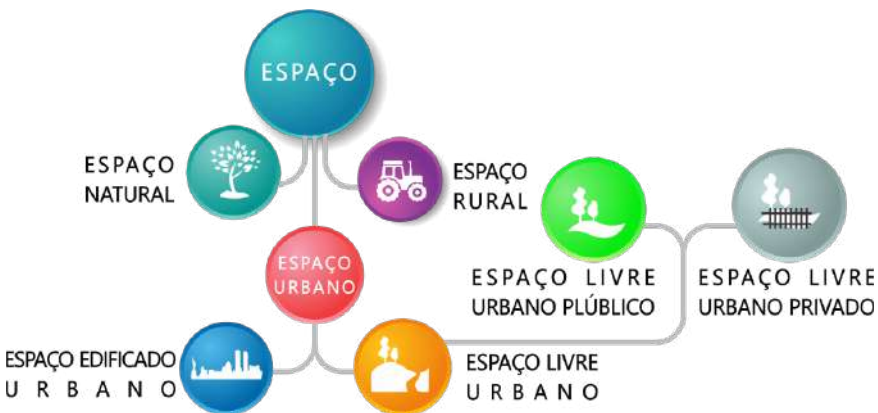 ESPAÇO
ESPAÇO
NATURAL
ESPAÇO
RURAL
ESPAÇO
URBANO
ESPAÇO LIVRE
URBANO PLÚBLICO
ESPAÇO LIVRE
URBANO PRIVADO
ESPAÇO EDIFICADO
URBANO
ESPAÇO LIVRE
URBANO